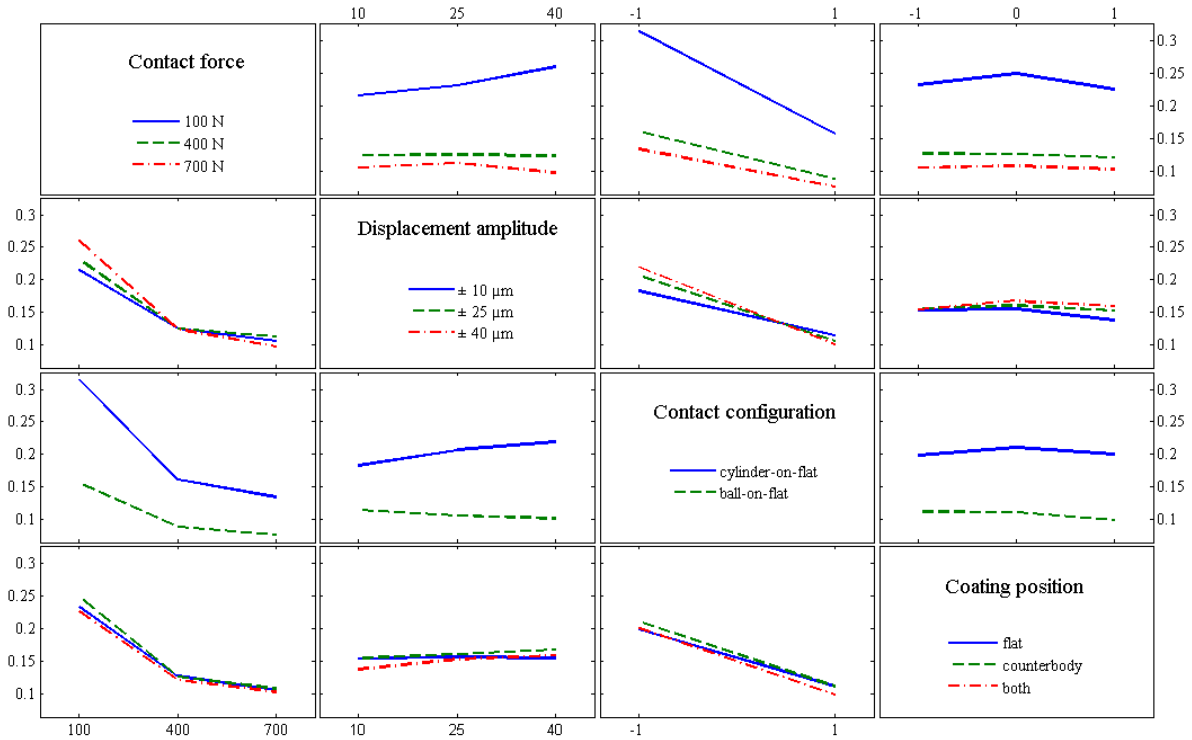 10 25 40 -1 1 -1 0 1
Contact force
100 N
400 N
700 N
0.3
0.25
0.2
0.15
0.1
0.3
0.25
0.2
0.15
0.1
Displacement amplitude
± 10 µm
± 25 µm
± 40 µm
0.3
0.25
0.2
0.15
0.1
0.3
0.25
0.2
0.15
0.1
Contact configuration
cylinder-on-flat
ball-on-flat
0.3
0.25
0.2
0.15
0.1
0.3
0.25
0.2
0.15
0.1
Coating position
flat
counterbody
both
100 400 700 10 25 40 -1 1